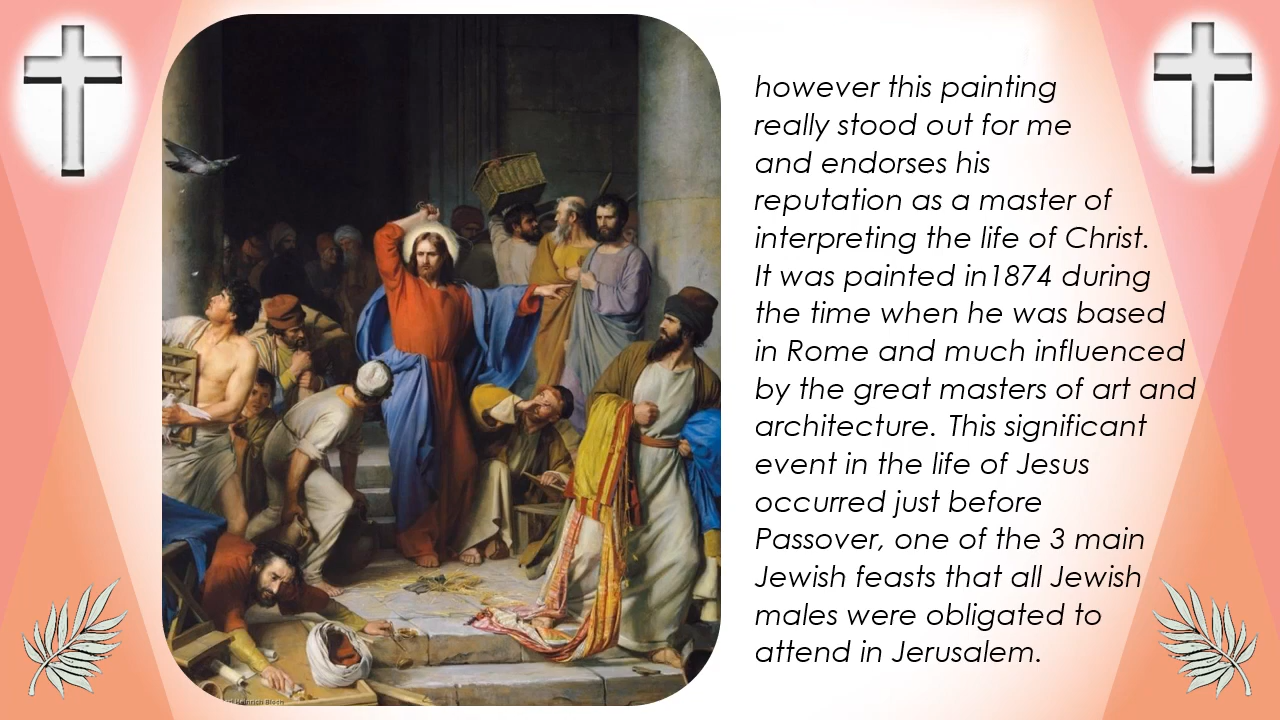 however this painting
really stood out for me
and endorses his
reputation as a master of
interpreting the life of Christ.
It was painted in1874 during
the time when he was based
in Rome and much influenced
by the great masters of art and
architecture. This significant
event in the life of Jesus
occurred just before
Passover, one of the 3 main
Jewish feasts that all Jewish
males were obligated to
attend in Jerusalem.
Heinrich Bloch